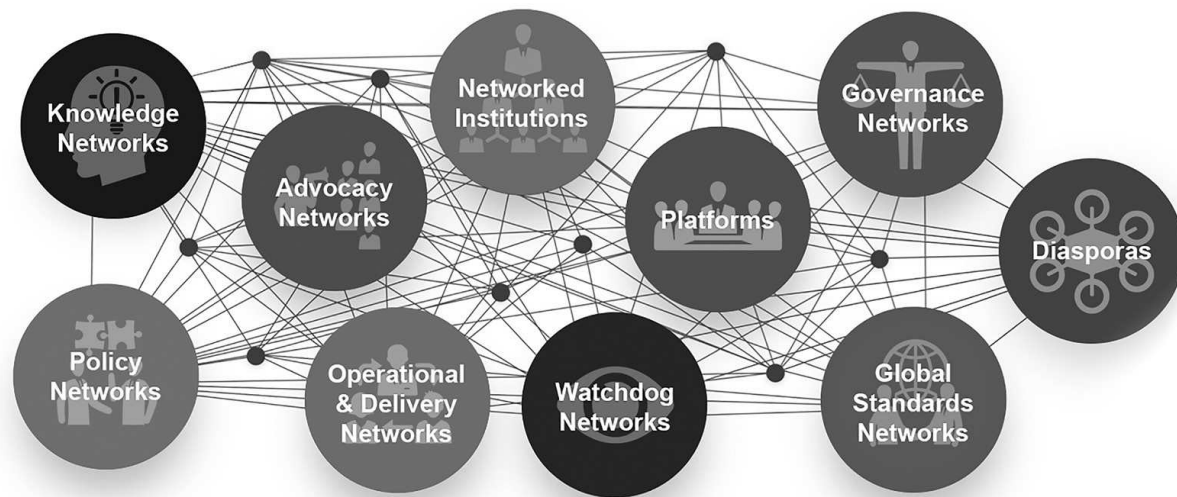 Knowledge
Networks
Advocacy
Networks
Networked
Institutions
Platforms
Governance
Networks
Diasporas
Policy
Networks
Operational
& Delivery
Networks
Watchdog
Networks
Global
Standards
Networks